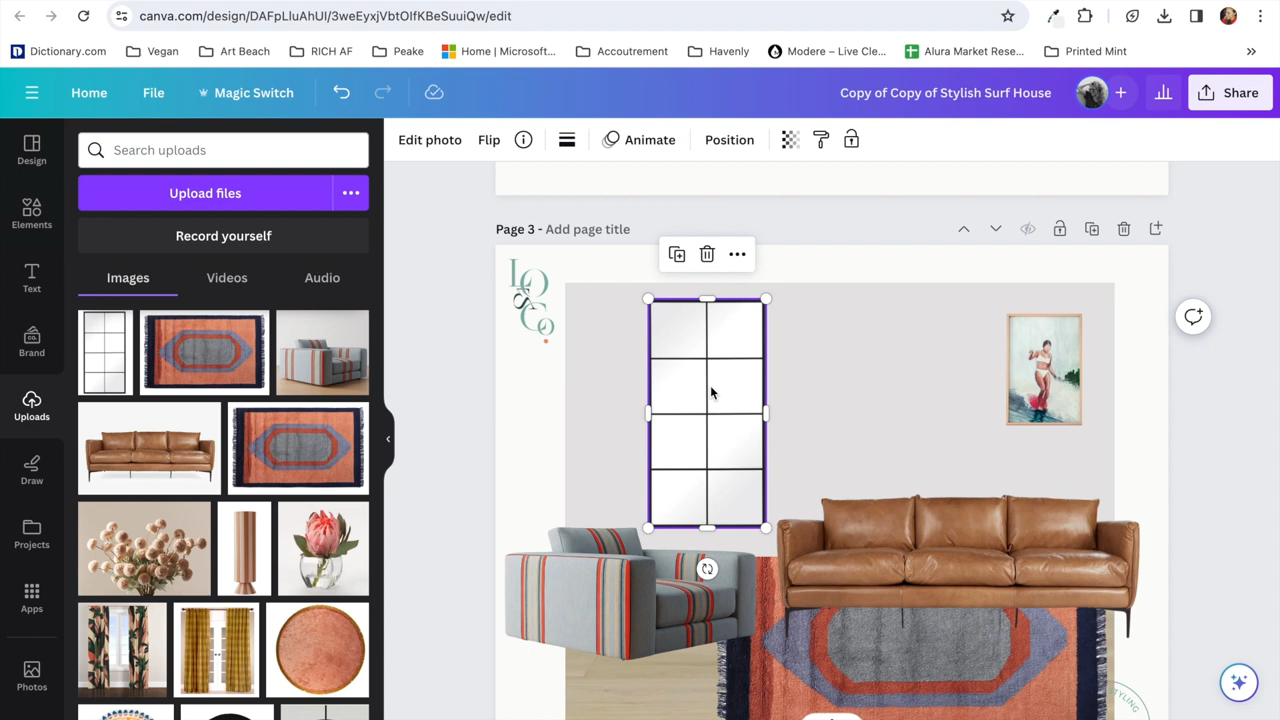 canva.com/design/DAFpLluAhUI/3weEyxjVbtOIfKBeSuuiQw/edit
Dictionary.com Vegan Art Beach RICH AF Peake Home | Microsoft... Accoutrement Havenly Modere – Live Cle... Alura Market Rese... Printed Mint
Home File Magic Switch Copy of Copy of Stylish Surf House Share
Edit photo Flip Animate Position
Design
Elements
Text
Brand
Uploads
Draw
Projects
Apps
Photos
Search uploads
Upload files
Record yourself
Images Videos Audio
Page 3 - Add page title
LO
&
Co
STYLING